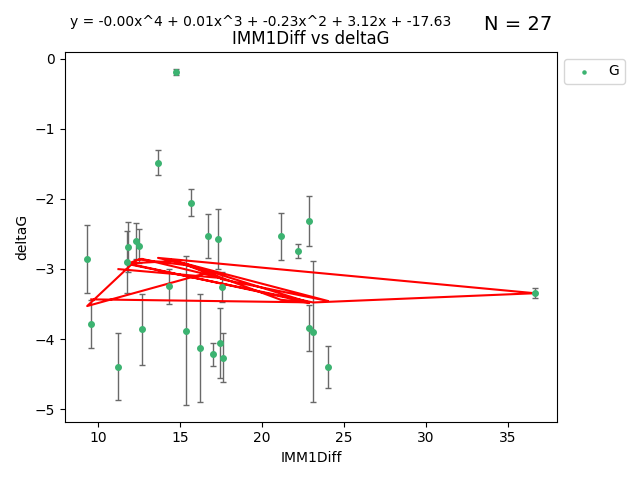 y = -0.00x^4 + 0.01x^3 + -0.23x^2 + 3.12x + -17.63
N = 27
IMM1Diff vs deltaG
G
0
−1
−2
−3
−4
−5
deltaG
10 15 20 25 30 35
IMM1Diff